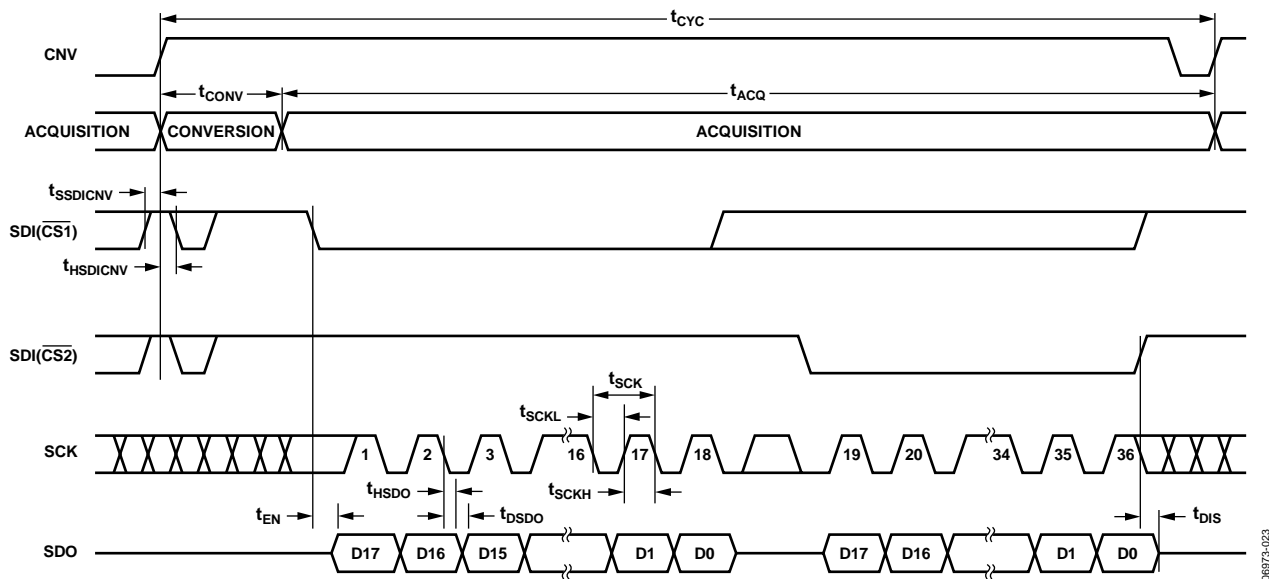 tCYC
CNV
tCONV
tACQ
ACQUISITION CONVERSION ACQUISITION
tSSDICNV
SDI(CS1)
tHSDICNV
SDI(CS2)
tSCK
tSCKL
SCK 1 2 3 16 17 18 19 20 34 35 36
tHSDO tSCKH
tEN tDSDO tDIS
SDO D17 D16 D15 D1 D0 D17 D16 D1 D0
06973-023